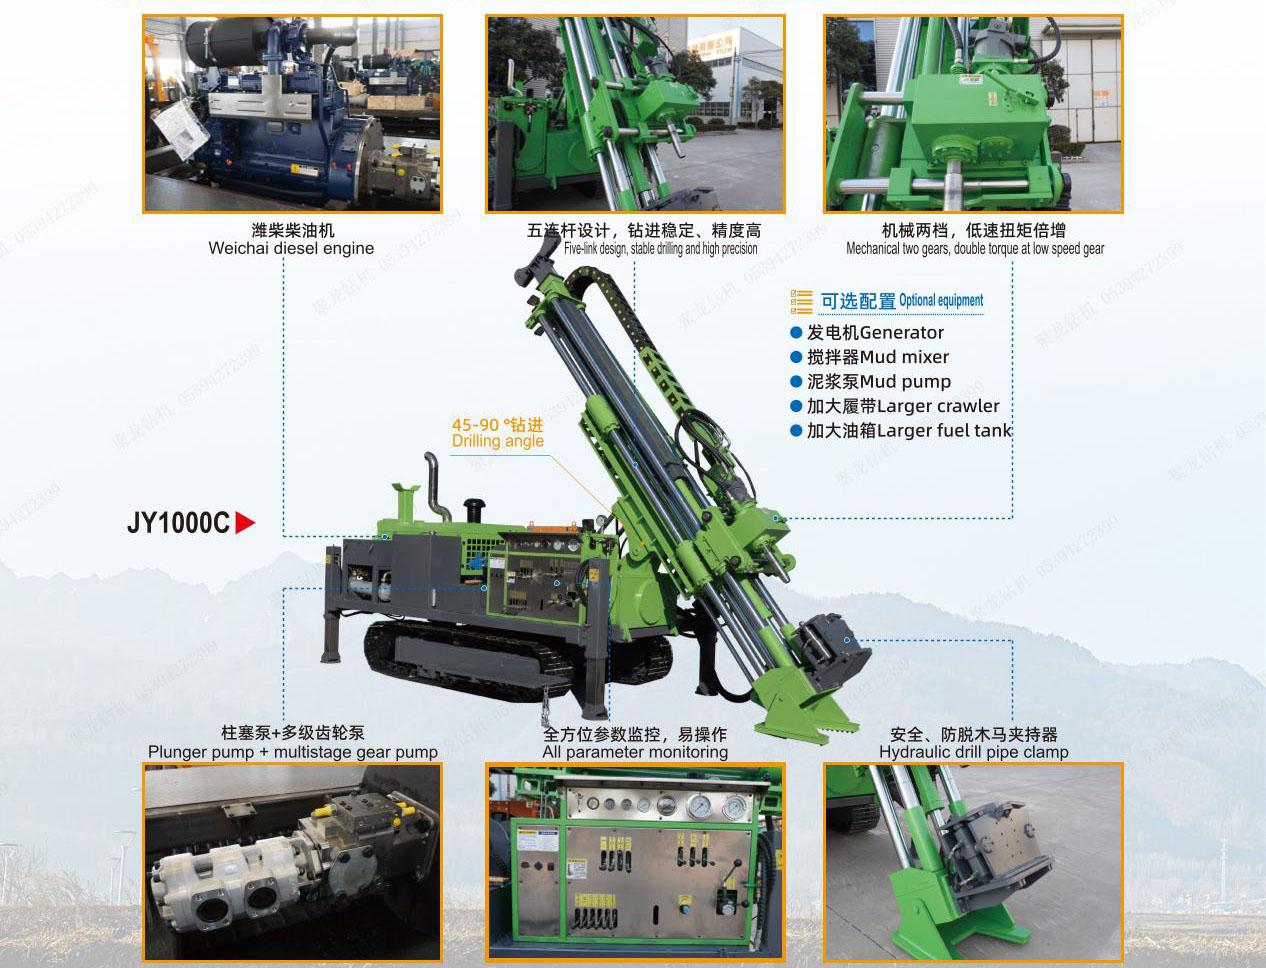 潍柴柴油机
Weichai diesel engine
五连杆设计，钻进稳定、精度高
Five-link design, stable drilling and high precision
机械两档，低速扭矩倍增
Mechanical two gears, double torque at low speed gear
可选配置 Optional equipment
发电机Generator
搅拌器Mud mixer
泥浆泵Mud pump
加大履带Larger crawler
加大油箱Larger fuel tank
45-90 °钻进
Drilling angle
JY1000C
柱塞泵+多级齿轮泵
Plunger pump + multistage gear pump
全方位参数监控，易操作
All parameter monitoring
安全、防脱木马夹持器
Hydraulic drill pipe clamp
聚龙钻机 05394272399